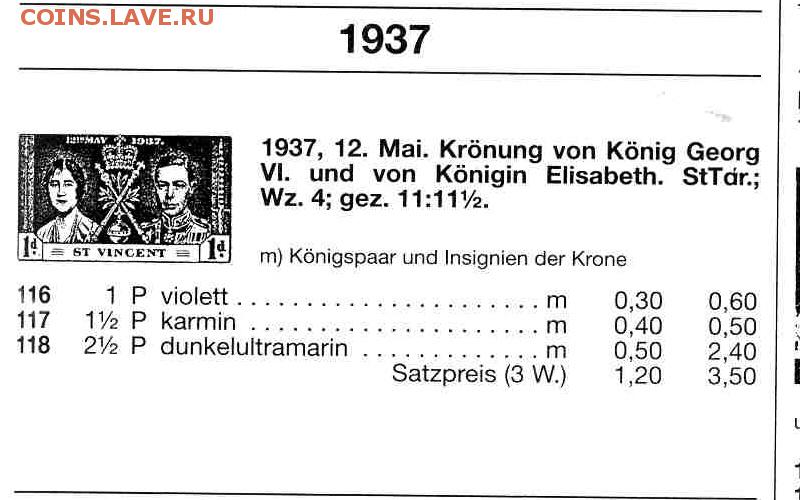 COINS.LAVE.RU
1937
12TH MAY 1937.
1d. ST VINCENT 1d.
1937, 12. Mai. Krönung von König Georg
VI. und von Königin Elisabeth. StTdr.;
Wz. 4; gez. 11:11½.
m) Königspaar und Insignien der Krone
116 1 P violett . . . . . . . . . . . . . . . . . . . . . . . m 0,30 0,60
117 1½ P karmin . . . . . . . . . . . . . . . . . . . . . . m 0,40 0,50
118 2½ P dunkelultramarin . . . . . . . . . . . . . m 0,50 2,40
Satzpreis (3 W.) 1,20 3,50